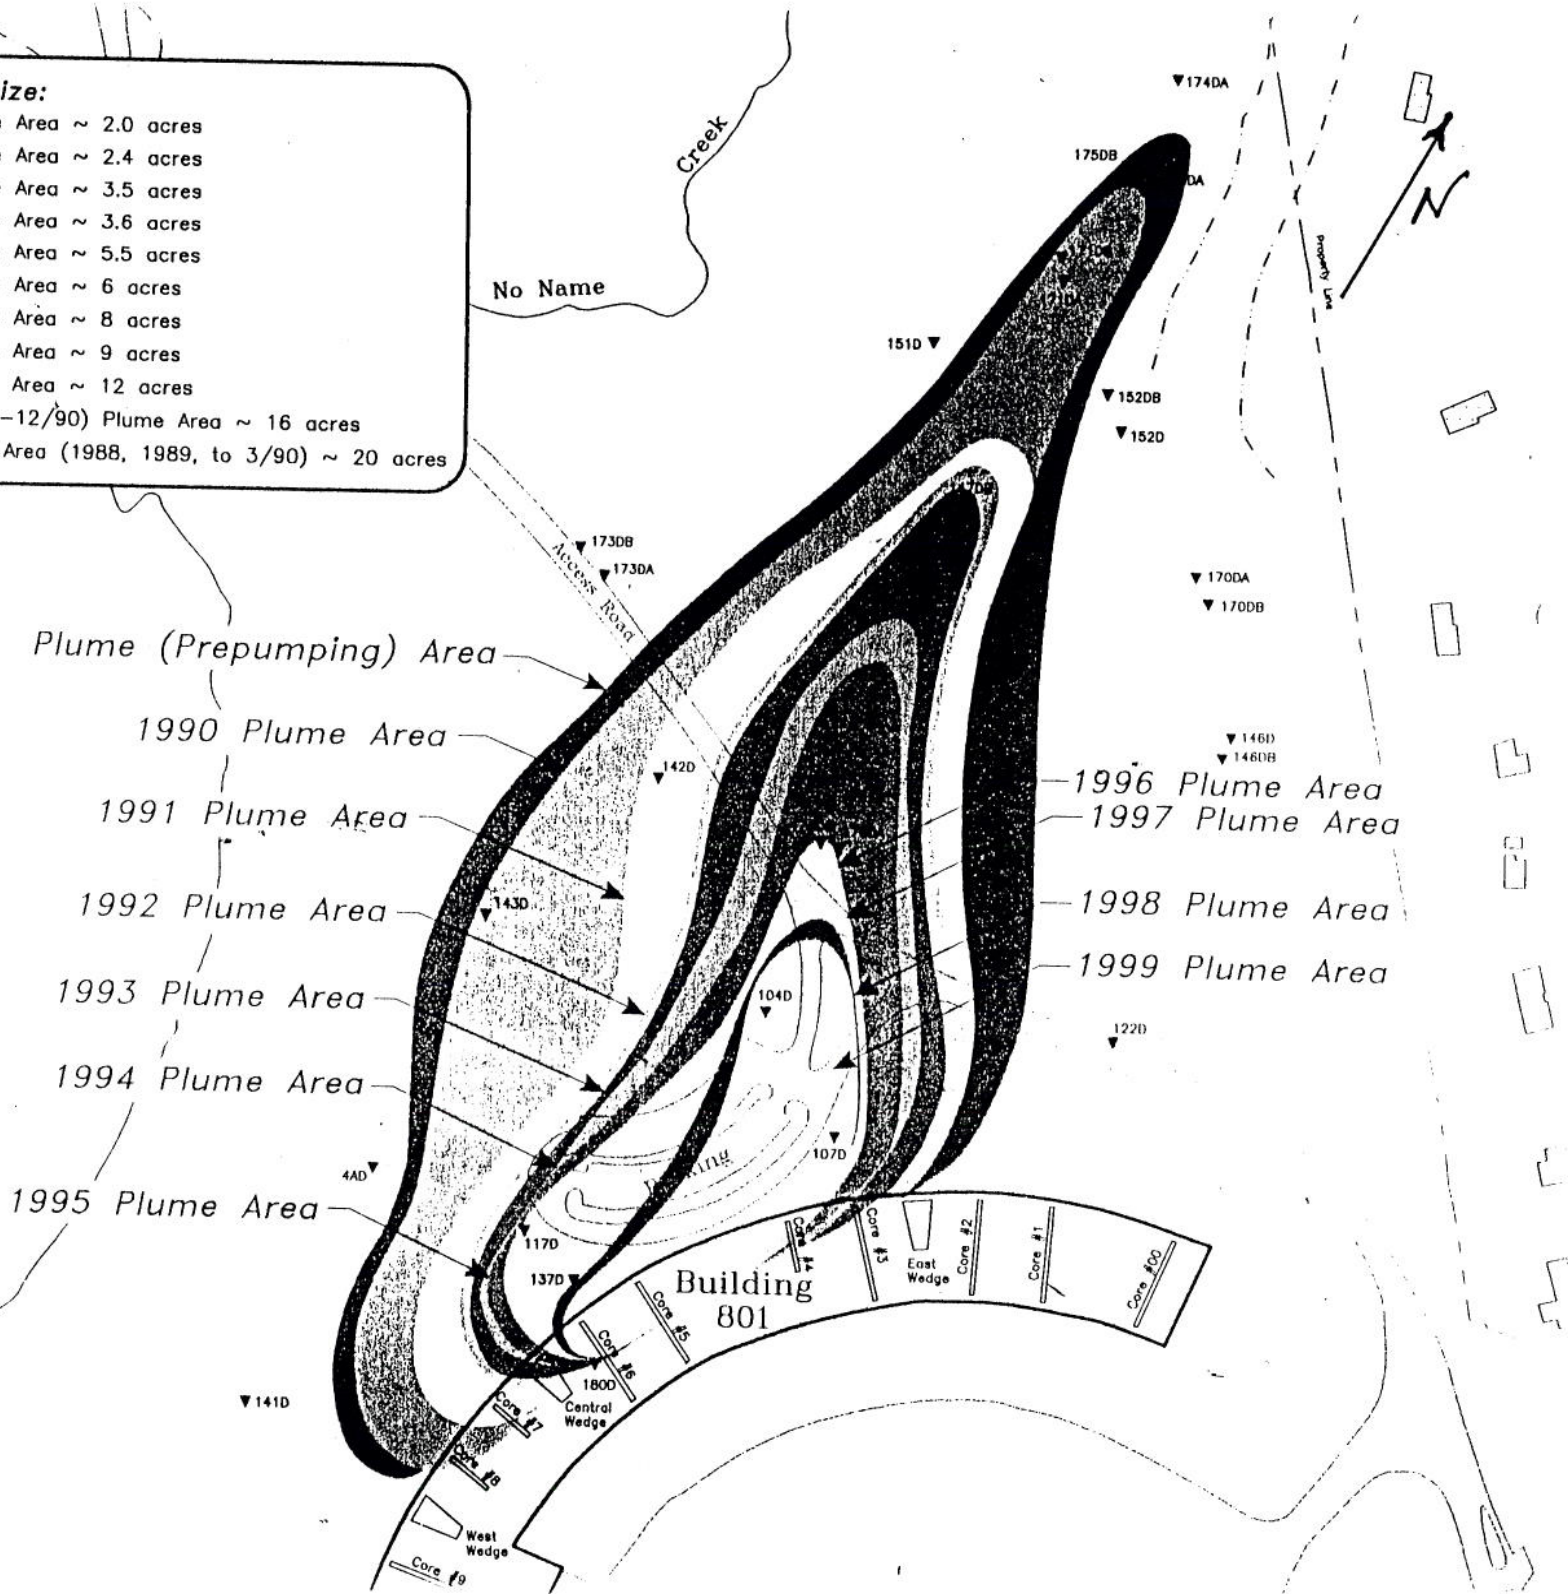 ize:
Area ~ 2.0 acres
Area ~ 2.4 acres
Area ~ 3.5 acres
Area ~ 3.6 acres
Area ~ 5.5 acres
Area ~ 6 acres
Area ~ 8 acres
Area ~ 9 acres
Area ~ 12 acres
-12/90) Plume Area ~ 16 acres
Area (1988, 1989, to 3/90) ~ 20 acres
No Name
Creek
174DA
175DB
DA
N
Property Line
151D
152DB
152D
173DB
173DA
Access Road
170DA
170DB
Plume (Prepumping) Area
1990 Plume Area
1991 Plume Area
1992 Plume Area
1993 Plume Area
1994 Plume Area
1995 Plume Area
146D
146DB
1996 Plume Area
1997 Plume Area
1998 Plume Area
1999 Plume Area
142D
143D
104D
122D
107D
4AD
117D
137D
180D
141D
Building
801
Core #00
Core #1
Core #2
East
Wedge
Core #3
Core #4
Core #5
Core #6
Central
Wedge
Core #7
Core #8
West
Wedge
Core #9